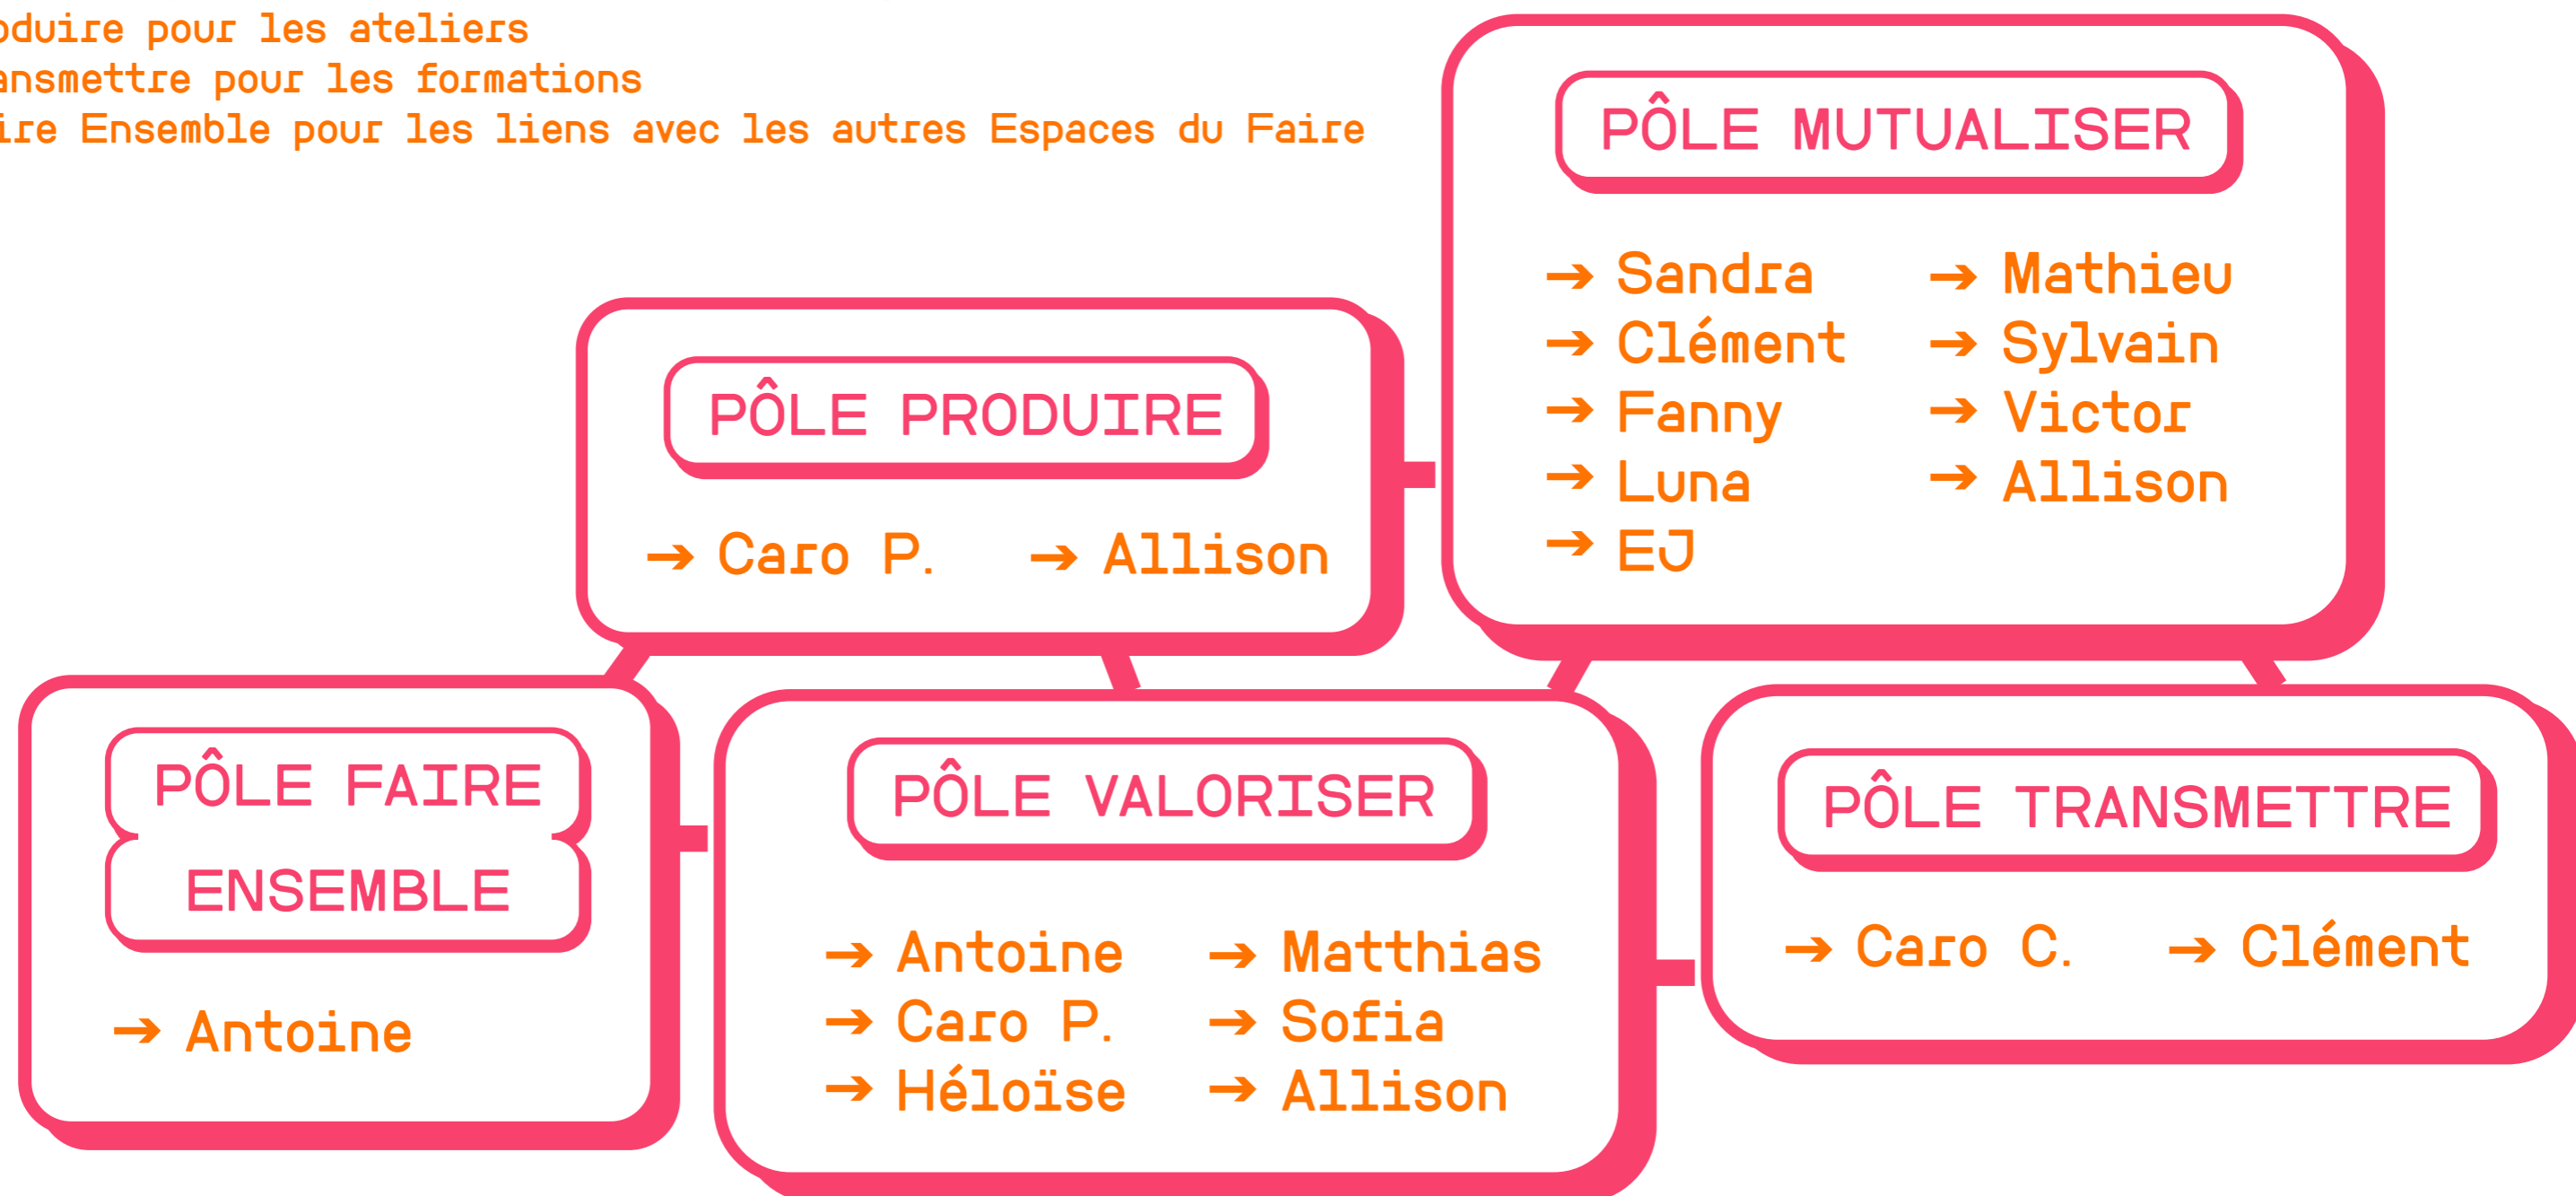 oduire pour les ateliers
ansmettre pour les formations
ire Ensemble pour les liens avec les autres Espaces du Faire
PÔLE MUTUALISER
→ Sandra → Mathieu
→ Clément → Sylvain
→ Fanny → Victor
→ Luna → Allison
→ EJ
PÔLE PRODUIRE
→ Caro P. → Allison
PÔLE FAIRE
ENSEMBLE
→ Antoine
PÔLE VALORISER
→ Antoine → Matthias
→ Caro P. → Sofia
→ Héloïse → Allison
PÔLE TRANSMETTRE
→ Caro C. → Clément